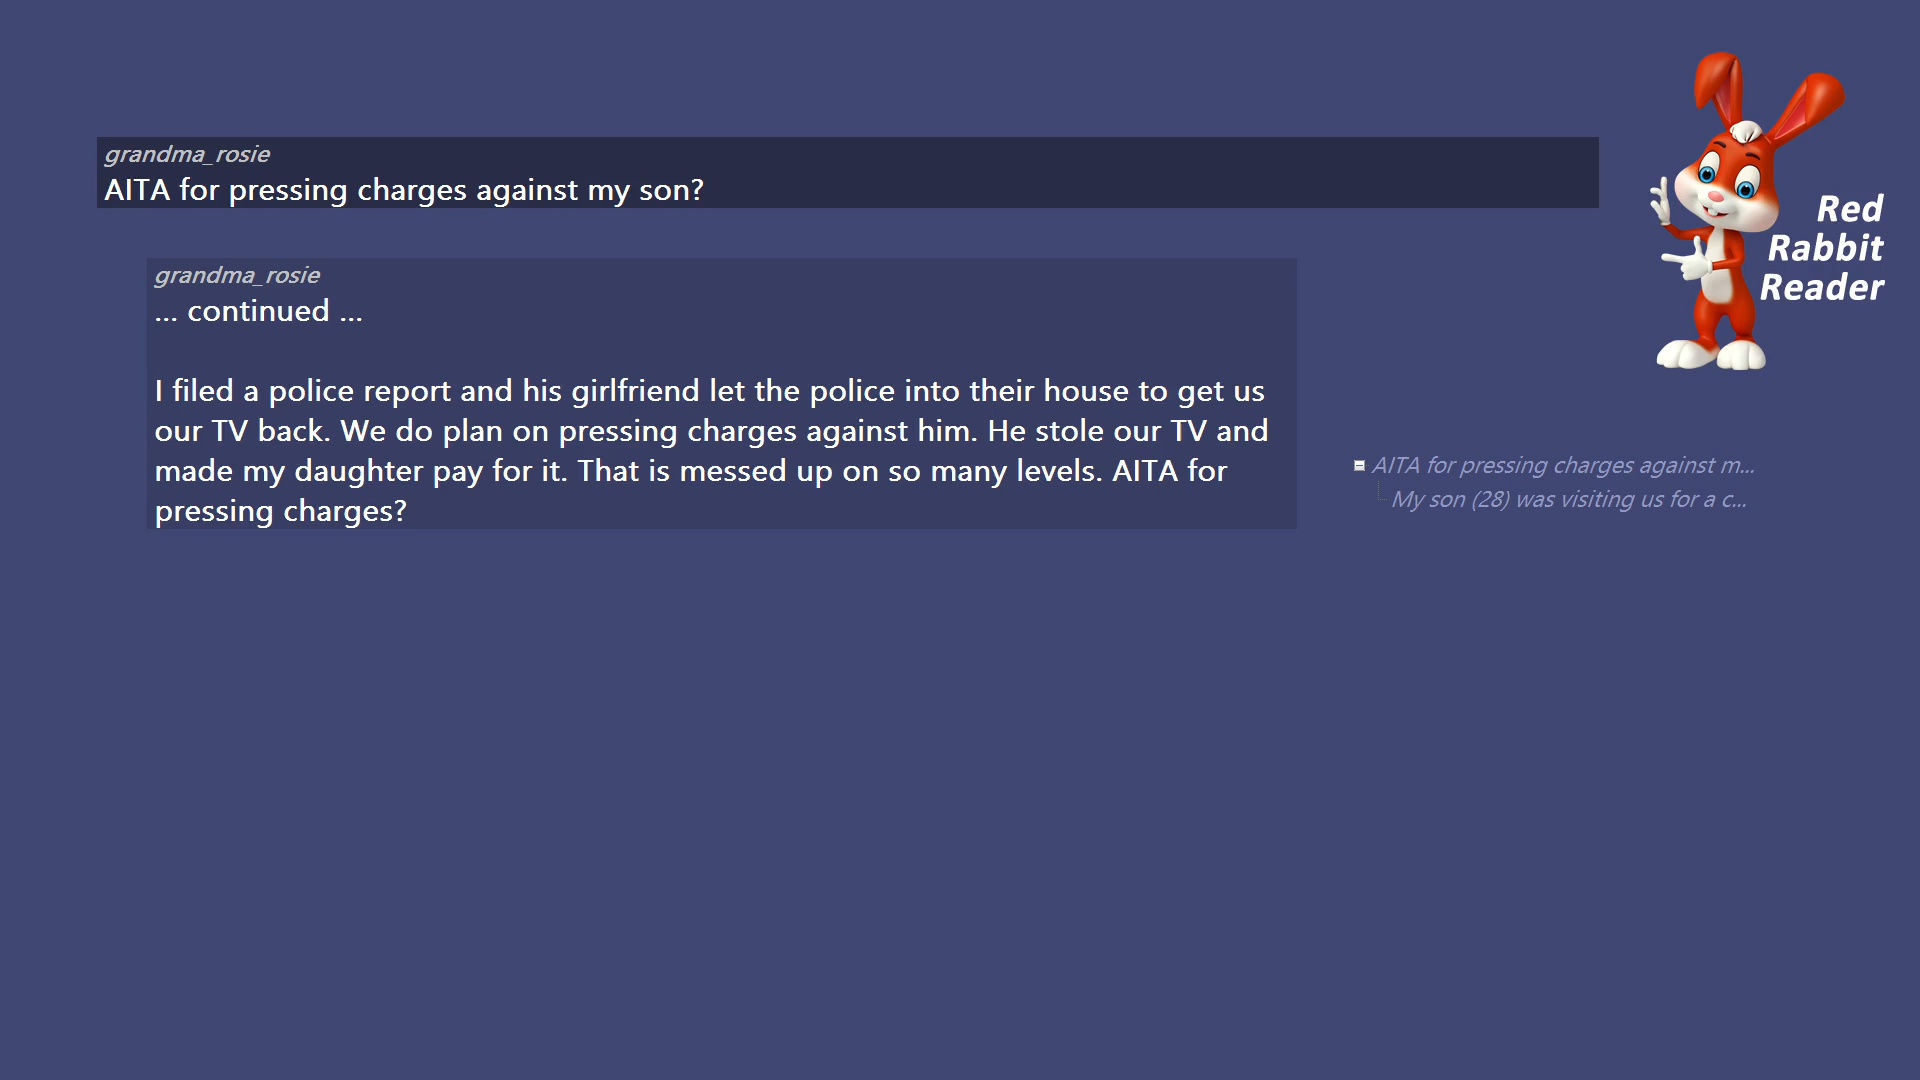 grandma_rosie
AITA for pressing charges against my son?
grandma_rosie
... continued ...
I filed a police report and his girlfriend let the police into their house to get us
our TV back. We do plan on pressing charges against him. He stole our TV and
made my daughter pay for it. That is messed up on so many levels. AITA for
pressing charges?
Red
Rabbit
Reader
AITA for pressing charges against m...
My son (28) was visiting us for a c...